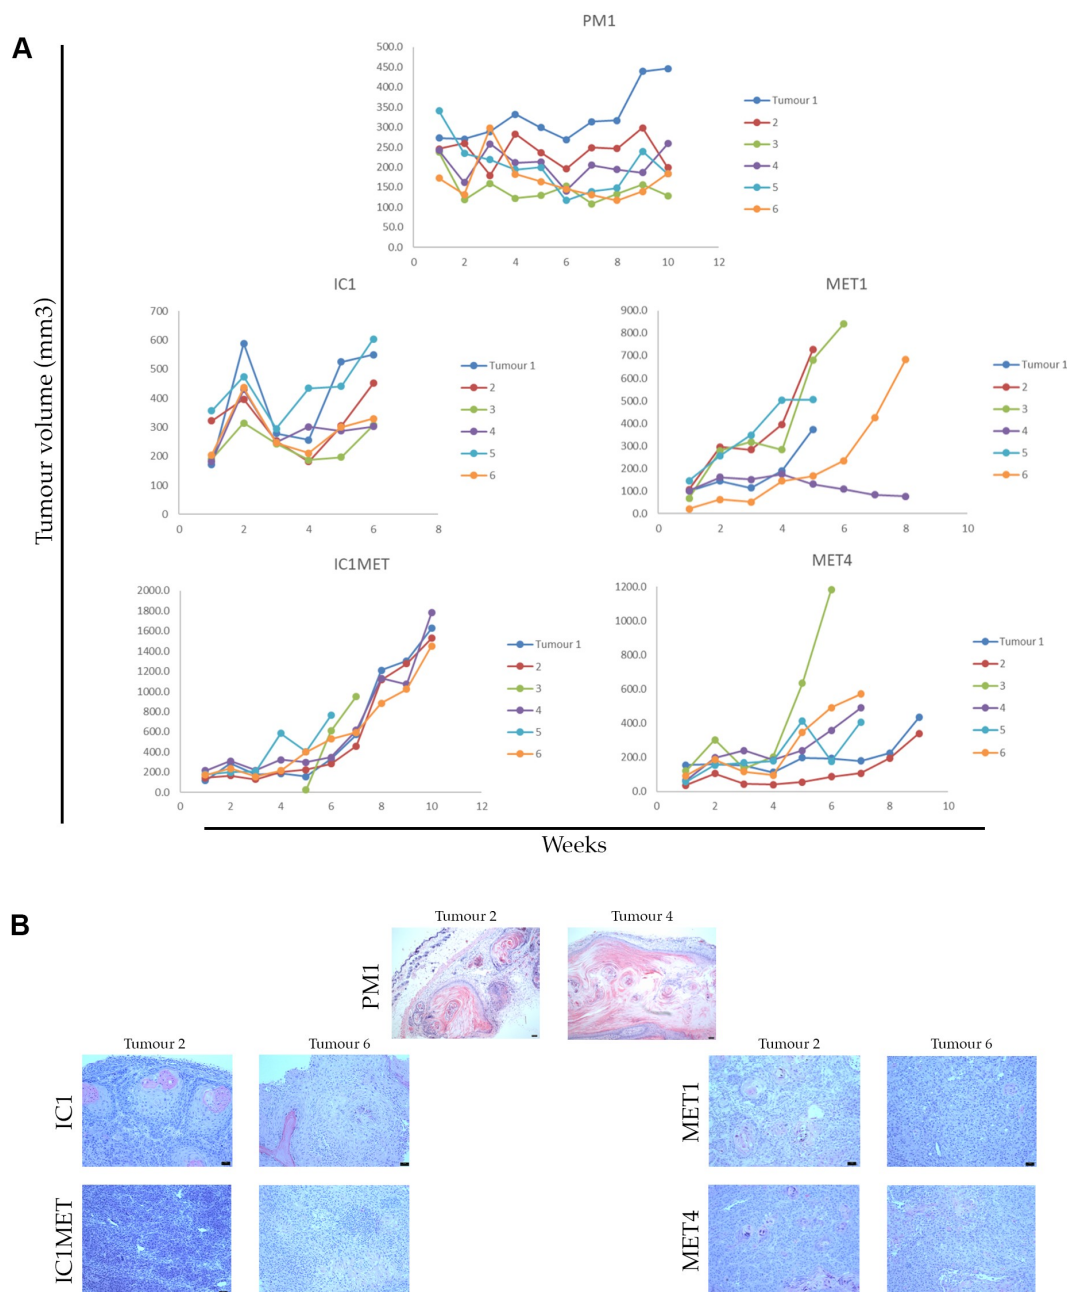 A
PM1
500.0
450.0
400.0
350.0
300.0
250.0
200.0
150.0
100.0
50.0
0.0
0 2 4 6 8 10 12
Tumour 1
2
3
4
5
6
Tumour volume (mm3)
IC1
700
600
500
400
300
200
100
0
0 2 4 6 8
Tumour 1
2
3
4
5
6
MET1
900.0
800.0
700.0
600.0
500.0
400.0
300.0
200.0
100.0
0.0
0 2 4 6 8 10
Tumour 1
2
3
4
5
6
IC1MET
2000.0
1800.0
1600.0
1400.0
1200.0
1000.0
800.0
600.0
400.0
200.0
0.0
0 2 4 6 8 10 12
Tumour 1
2
3
4
5
6
MET4
1200.0
1000.0
800.0
600.0
400.0
200.0
0.0
0 2 4 6 8 10
Tumour 1
2
3
4
5
6
Weeks
B
Tumour 2 Tumour 4
PM1
Tumour 2 Tumour 6
IC1
Tumour 2 Tumour 6
MET1
IC1MET
MET4